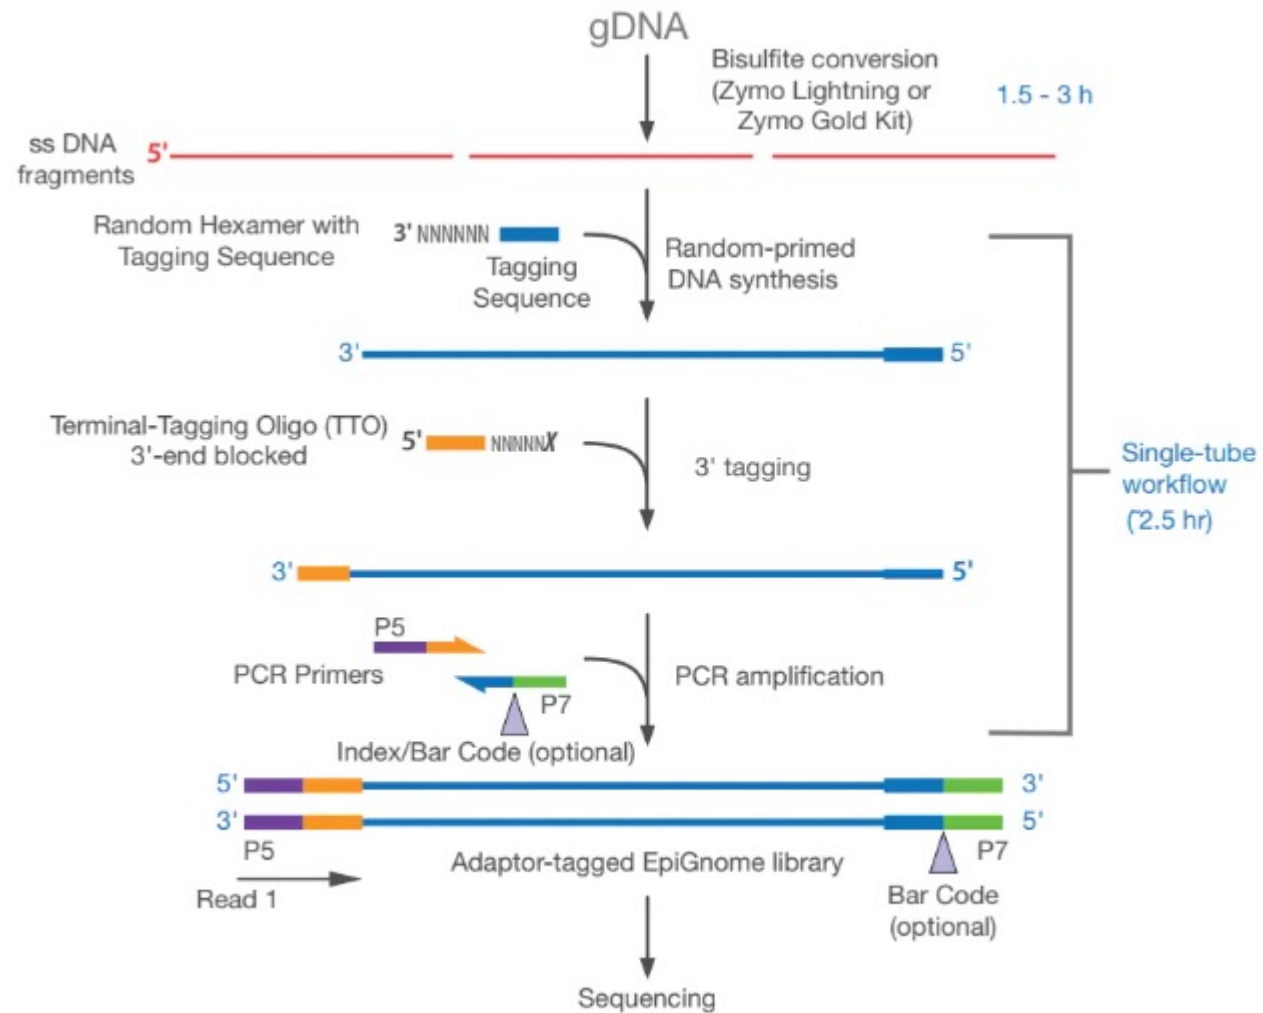 gDNA
Bisulfite conversion
(Zymo Lightning or
Zymo Gold Kit)
1.5 - 3 h
ss DNA
fragments
5'
Random Hexamer with
Tagging Sequence
3' NNNNNN
Tagging
Sequence
Random-primed
DNA synthesis
3'
5'
Terminal-Tagging Oligo (TTO)
3'-end blocked
5'
NNNNNX
3' tagging
Single-tube
workflow
(~2.5 hr)
3'
5'
P5
PCR Primers
P7
PCR amplification
Index/Bar Code (optional)
5'
3'
3'
5'
P5
P7
Adaptor-tagged EpiGnome library
Read 1
Bar Code
(optional)
Sequencing